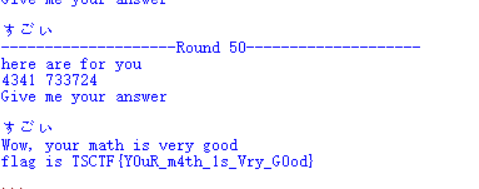 Give me your answer
すごい
--------------------Round 50--------------------
here are for you
4341 733724
Give me your answer
すごい
Wow, your math is very good
flag is TSCTF{Y0uR_m4th_1s_Vry_G0od}
...